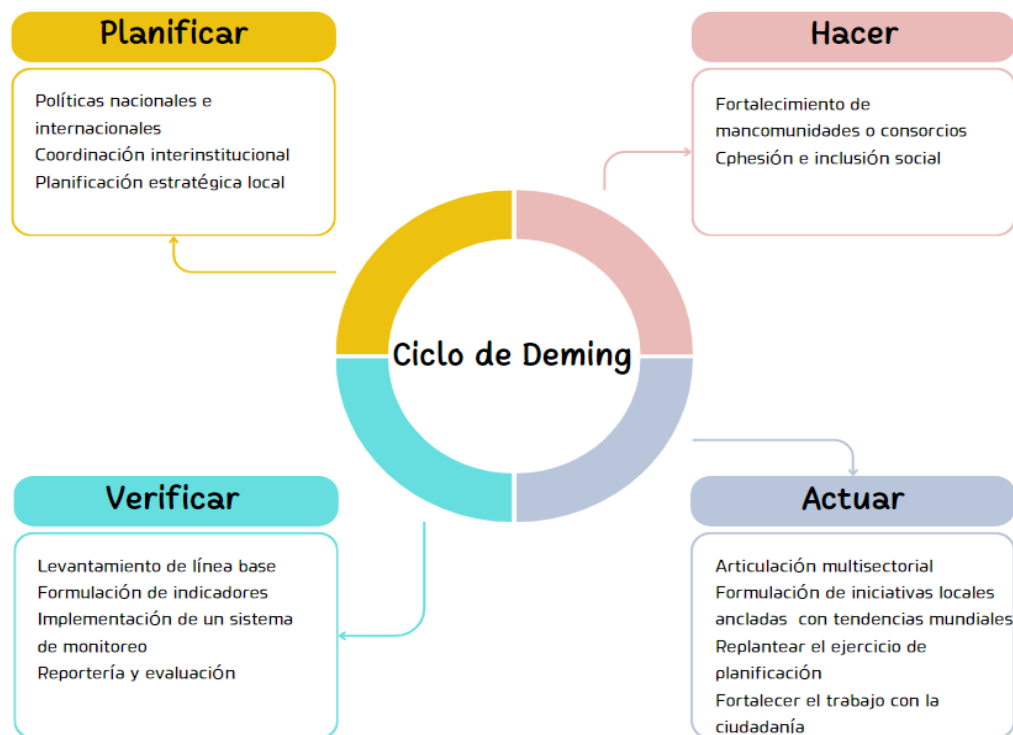 Planificar
Políticas nacionales e
internacionales
Coordinación interinstitucional
Planificación estratégica local
Hacer
Fortalecimiento de
mancomunidades o consorcios
Cphesión e inclusión social
Ciclo de Deming
Verificar
Levantamiento de línea base
Formulación de indicadores
Implementación de un sistema
de monitoreo
Reportería y evaluación
Actuar
Articulación multisectorial
Formulación de iniciativas locales
ancladas con tendencias mundiales
Replantear el ejercicio de
planificación
Fortalecer el trabajo con la
ciudadanía